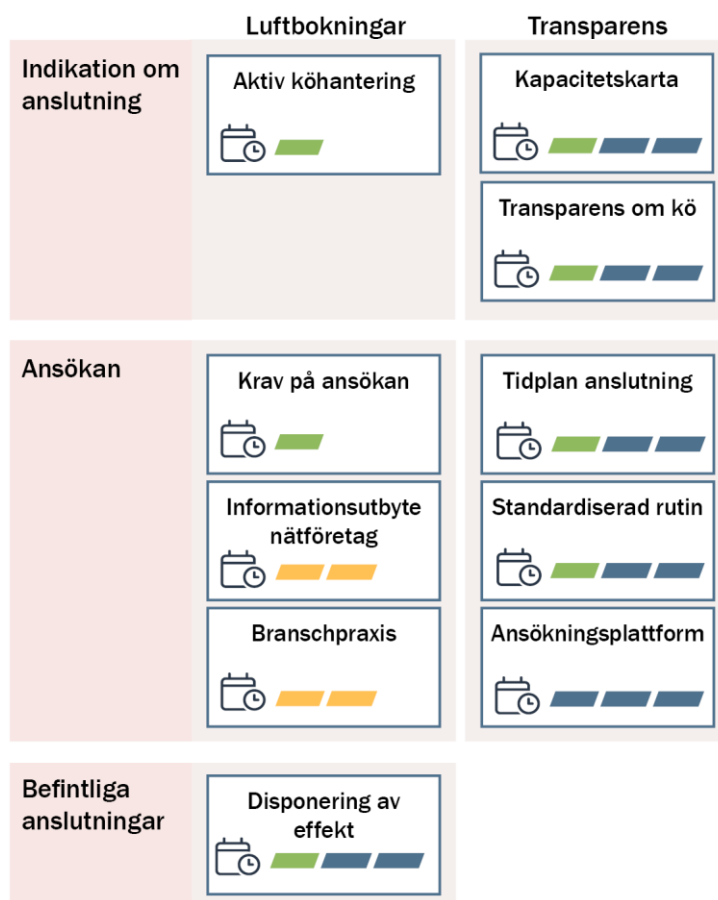 Luftbokningar
Transparens
Indikation om
anslutning
Aktiv köhantering
Kapacitetskarta
Transparens om kö
Ansökan
Krav på ansökan
Tidplan anslutning
Informationsutbyte
nätföretag
Standardiserad rutin
Branschpraxis
Ansökningsplattform
Befintliga
anslutningar
Disponering av
effekt